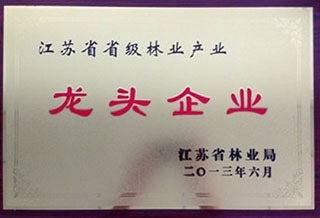 江苏省省级林业产业
龙头企业
江苏省林业局
二〇一三年六月